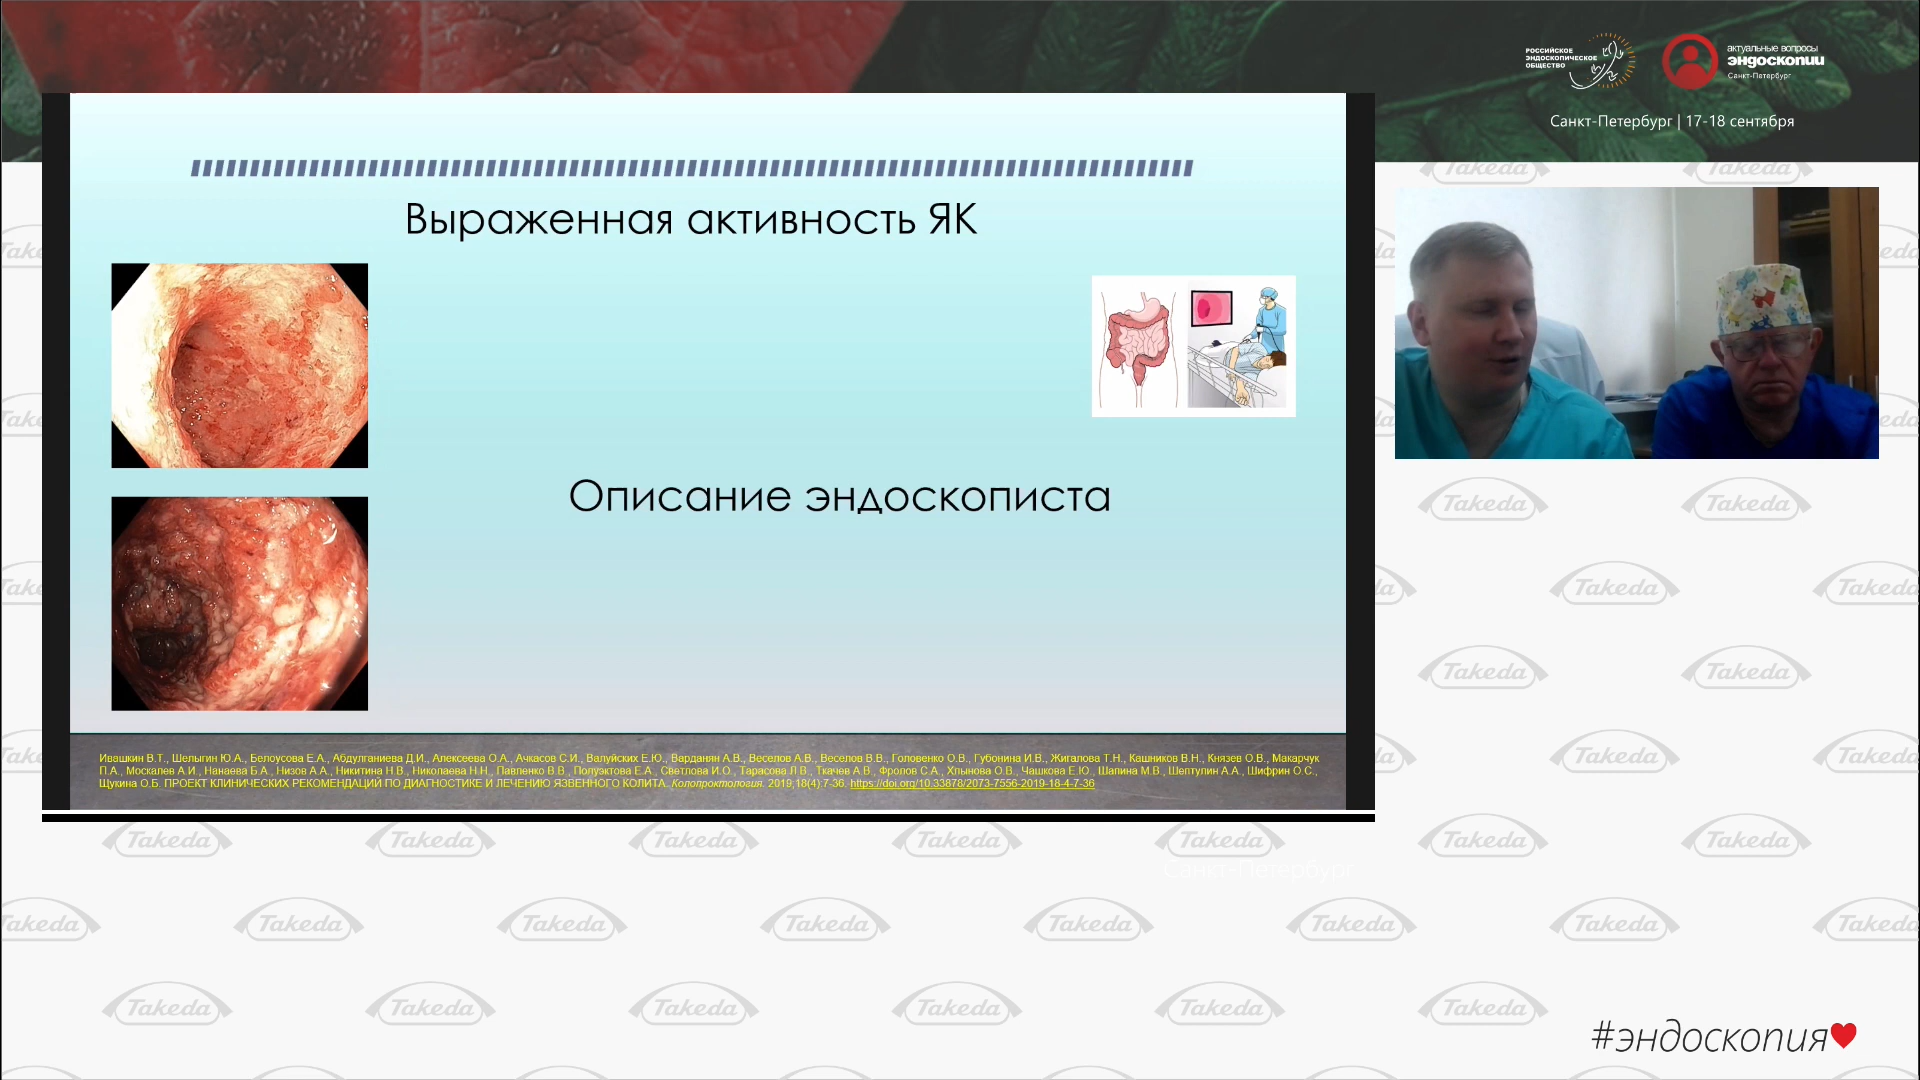 РОССИЙСКОЕ
ЭНДОСКОПИЧЕСКОЕ
ОБЩЕСТВО
актуальные вопросы
эндоскопии
Санкт-Петербург
Санкт-Петербург | 17-18 сентября
Выраженная активность ЯК
Описание эндоскописта
Ивашкин В.Т., Шелыгин Ю.А., Белоусова Е.А., Абдулганиева Д.И., Алексеева О.А., Ачкасов С.И., Валуйских Е.Ю., Варданян А.В., Веселов А.В., Веселов В.В., Головенко О.В., Губонина И.В., Жигалова Т.Н., Кашников В.Н., Князев О.В., Макарчук
П.А., Москалев А.И., Нанаева Б.А., Низов А.А., Никитина Н.В., Николаева Н.Н., Павленко В.В., Полуэктова Е.А., Светлова И.О., Тарасова Л.В., Ткачев А.В., Фролов С.А., Хлынова О.В., Чашкова Е.Ю., Шапина М.В., Шептулин А.А., Шифрин О.С.,
Щукина О.Б. ПРОЕКТ КЛИНИЧЕСКИХ РЕКОМЕНДАЦИЙ ПО ДИАГНОСТИКЕ И ЛЕЧЕНИЮ ЯЗВЕННОГО КОЛИТА. Колопроктология. 2019;18(4):7-36. https://doi.org/10.33878/2073-7556-2019-18-4-7-36
Санкт-Петербург
Takeda
#эндоскопия